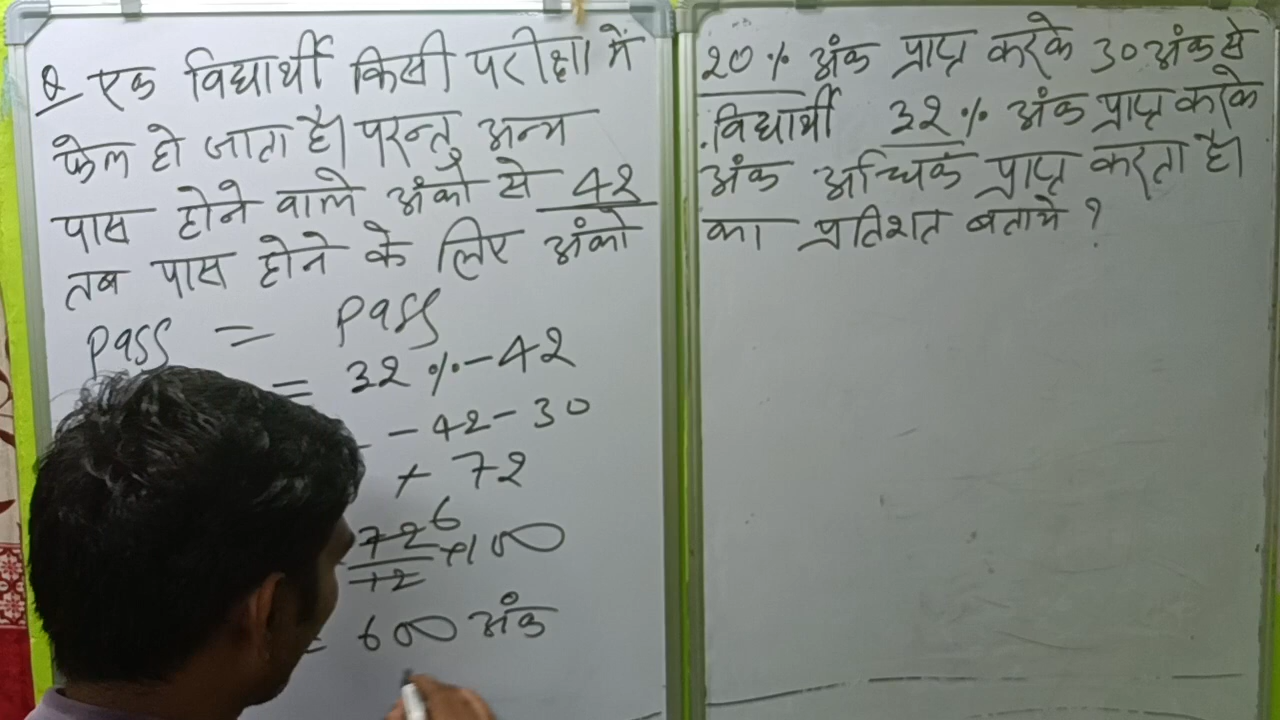 Q एक विद्यार्थी किसी परीक्षा में 20% अंक प्राप्त करके 30 अंक से
फेल हो जाता है। परन्तु अन्य विद्यार्थी 32% अंक प्राप्त करके
पास होने वाले अंको से 42 अंक अधिक प्राप्त करता है।
तब पास होने के लिए अंको का प्रतिशत बताये ?
pass = pass
= 32% - 42
- 42 - 30
+ 72
72 6
/12 × 100
= 600 अंक